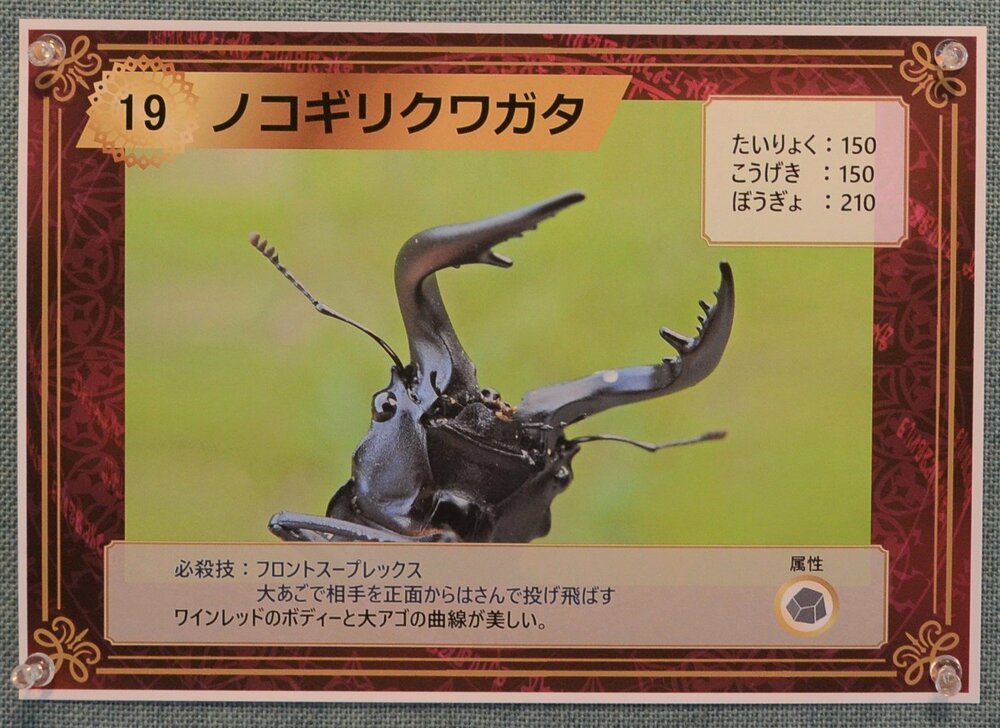 19 ノコギリクワガタ
たいりょく：150
こうげき ：150
ぼうぎょ ：210
必殺技：フロントスープレックス
大あごで相手を正面からはさんで投げ飛ばす
ワインレッドのボディーと大アゴの曲線が美しい。
属性